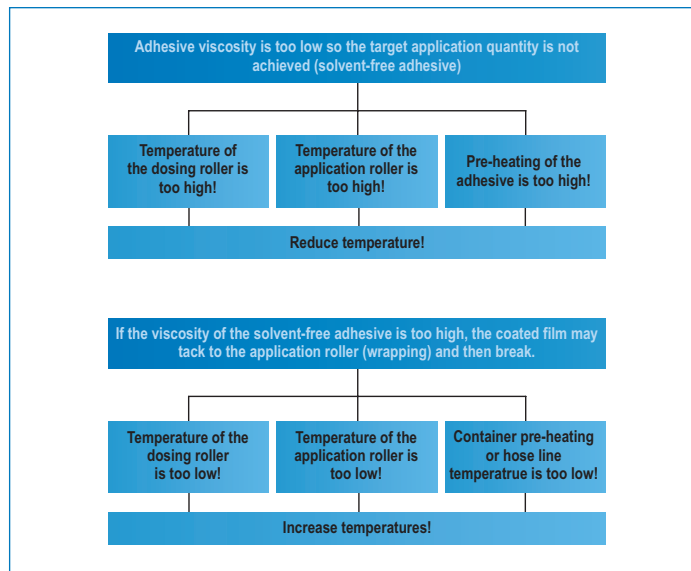 Adhesive viscosity is too low so the target application quantity is not
achieved (solvent-free adhesive)
Temperature of
the dosing roller is
too high!
Temperature of the
application roller is
too high!
Pre-heating of the
adhesive is too high!
Reduce temperature!
If the viscosity of the solvent-free adhesive is too high, the coated film may
tack to the application roller (wrapping) and then break.
Temperature of the
dosing roller
is too low!
Temperature of the
application roller is
too low!
Container pre-heating
or hose line
temperatrue is too low!
Increase temperatures!